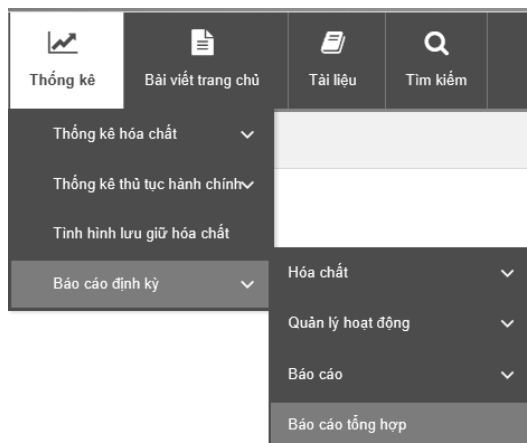 Thống kê
Bài viết trang chủ
Tài liệu
Tìm kiếm
Thống kê hóa chất
Thống kê thủ tục hành chính
Tình hình lưu giữ hóa chất
Báo cáo định kỳ
Hóa chất
Quản lý hoạt động
Báo cáo
Báo cáo tổng hợp